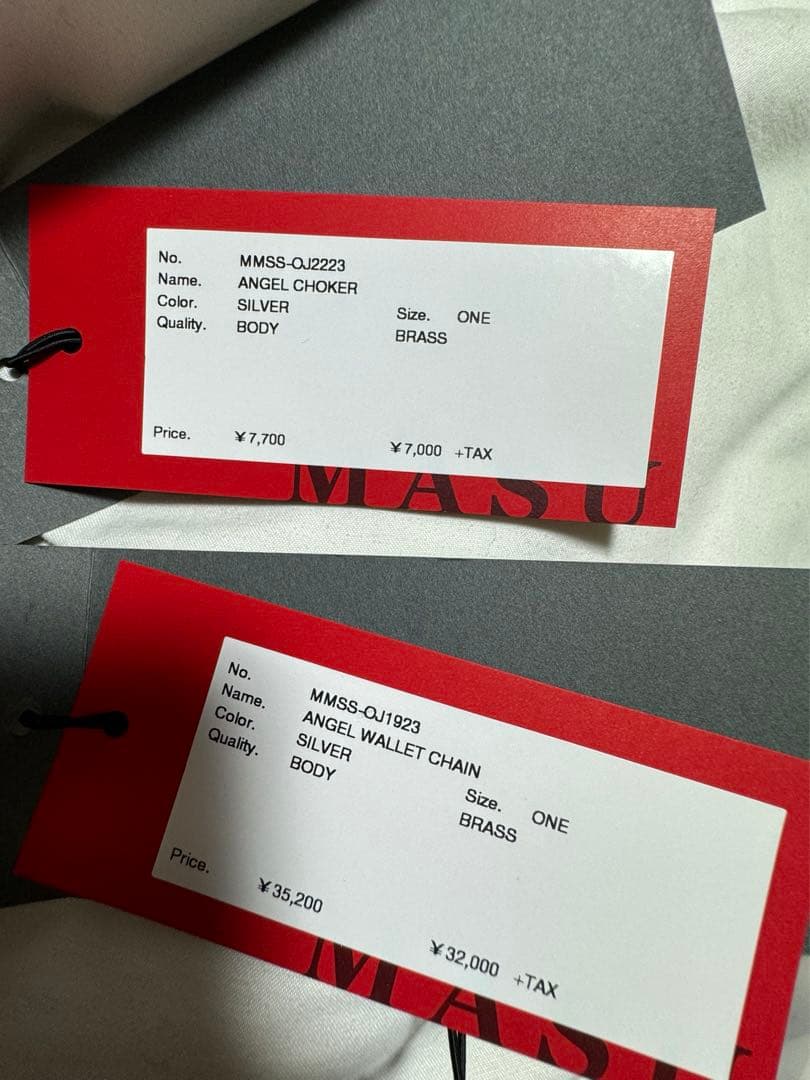 No. MMSS-OJ2223
Name. ANGEL CHOKER
Color. SILVER Size. ONE
Quality. BODY BRASS
Price. ¥7,700 ¥7,000 +TAX
MASU
No. MMSS-OJ1923
Name. ANGEL WALLET CHAIN
Color. SILVER Size. ONE
Quality. BODY BRASS
Price. ¥35,200 ¥32,000 +TAX
MASU